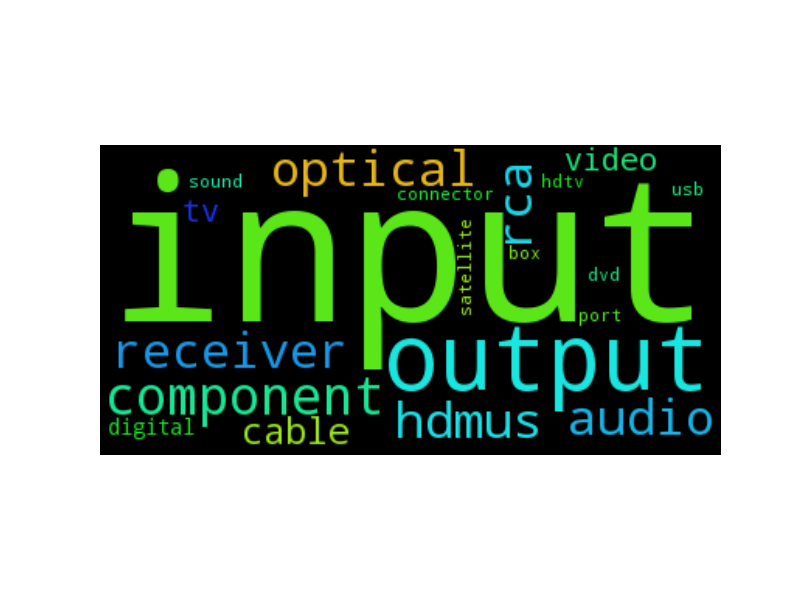 optical
video
sound
connector
rca
hdtv
usb
tv
input
satellite
box
dvd
port
receiver
output
component
hdmus
audio
digital
cable